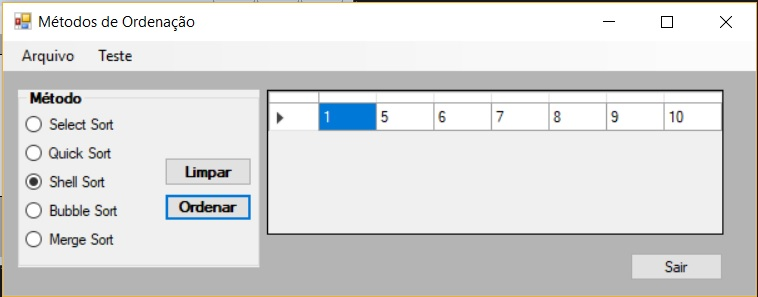 Métodos de Ordenação
Arquivo Teste
Método
Select Sort
Quick Sort
Shell Sort
Bubble Sort
Merge Sort
Limpar
Ordenar
1 5 6 7 8 9 10
Sair